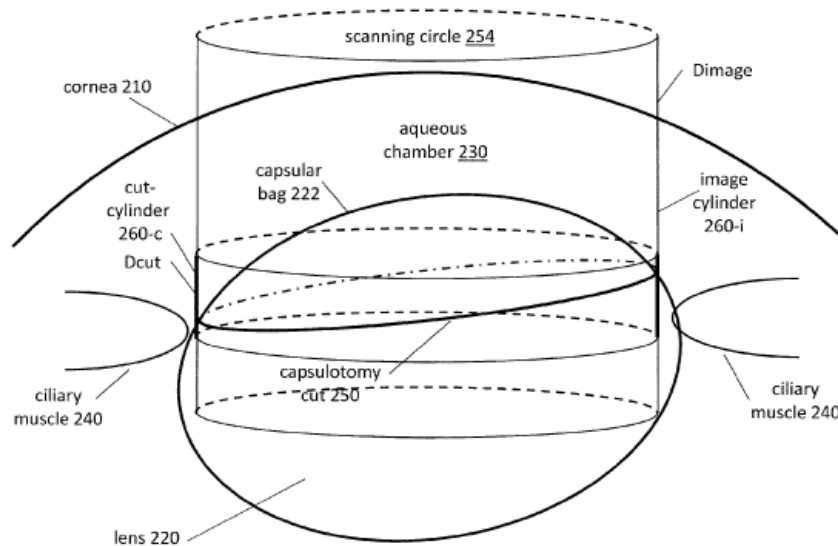 scanning circle 254
cornea 210
Dimage
aqueous
chamber 230
capsular
bag 222
cut-
cylinder
260-c
Dcut
image
cylinder
260-i
capsulotomy
cut 250
ciliary
muscle 240
ciliary
muscle 240
lens 220